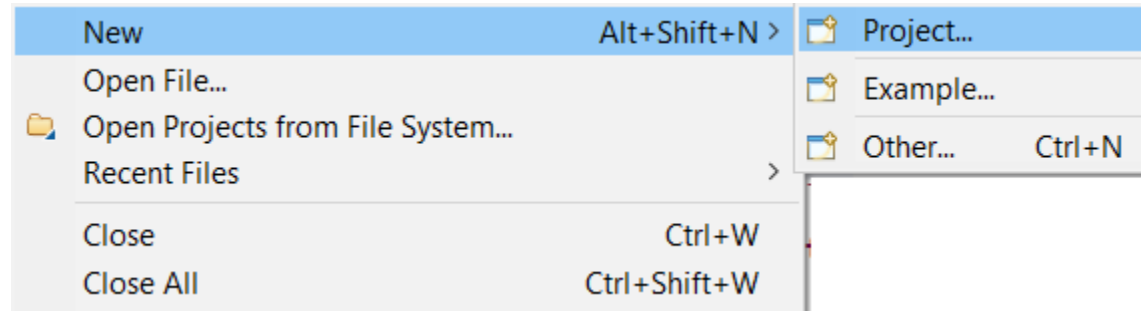 New Alt+Shift+N >
Open File...
Open Projects from File System...
Recent Files >
Close Ctrl+W
Close All Ctrl+Shift+W
Project...
Example...
Other... Ctrl+N